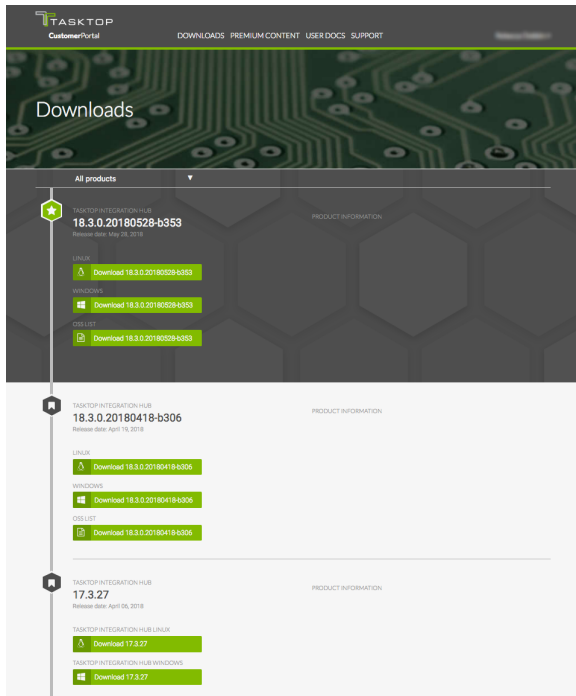 TASKTOP
CustomerPortal
DOWNLOADS PREMIUM CONTENT USER DOCS SUPPORT
Downloads
All products
TASKTOP INTEGRATION HUB
18.3.0.20180528-b353
Release date: May 28, 2018
PRODUCT INFORMATION
LINUX
Download 18.3.0.20180528-b353
WINDOWS
Download 18.3.0.20180528-b353
OSS LIST
Download 18.3.0.20180528-b353
TASKTOP INTEGRATION HUB
18.3.0.20180418-b306
Release date: April 19, 2018
PRODUCT INFORMATION
LINUX
Download 18.3.0.20180418-b306
WINDOWS
Download 18.3.0.20180418-b306
OSS LIST
Download 18.3.0.20180418-b306
TASKTOP INTEGRATION HUB
17.3.27
Release date: April 06, 2018
PRODUCT INFORMATION
TASKTOP INTEGRATION HUB LINUX
Download 17.3.27
TASKTOP INTEGRATION HUB WINDOWS
Download 17.3.27